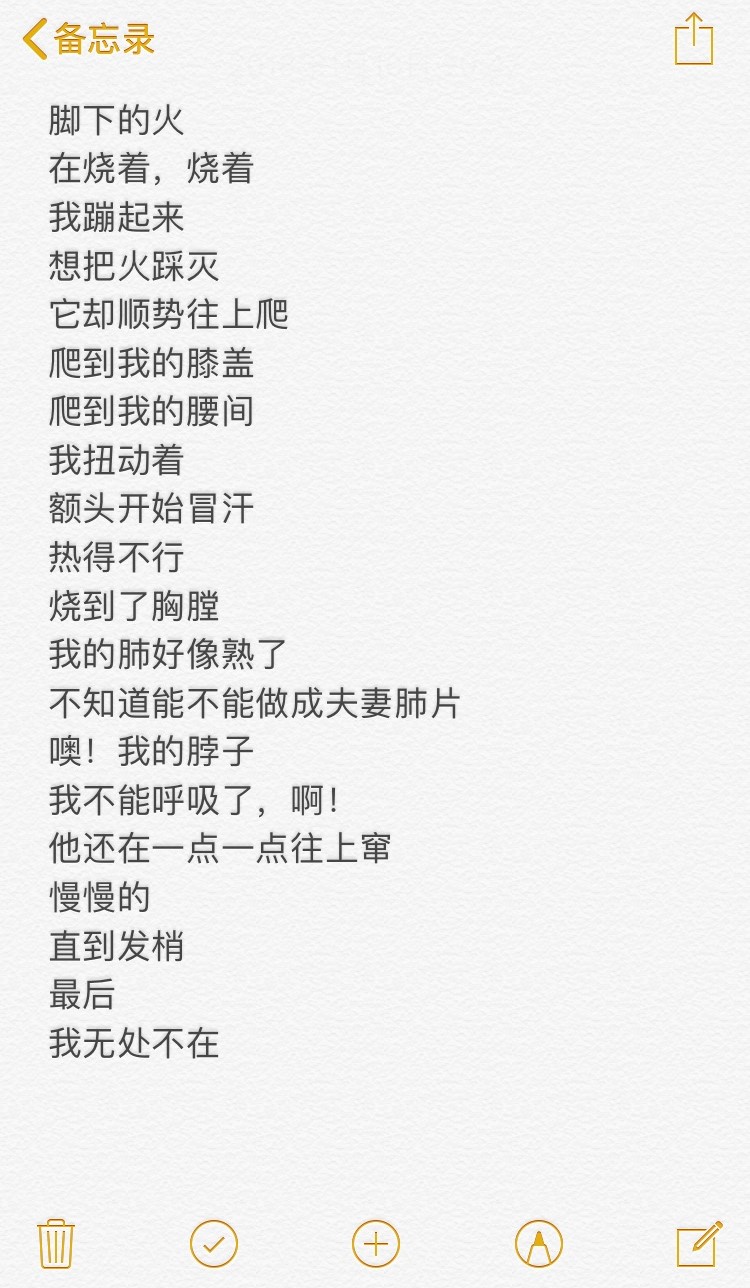 备忘录
脚下的火
在烧着，烧着
我蹦起来
想把火踩灭
它却顺势往上爬
爬到我的膝盖
爬到我的腰间
我扭动着
额头开始冒汗
热得不行
烧到了胸膛
我的肺好像熟了
不知道能不能做成夫妻肺片
噢！我的脖子
我不能呼吸了，啊！
他还在一点一点往上窜
慢慢的
直到发梢
最后
我无处不在